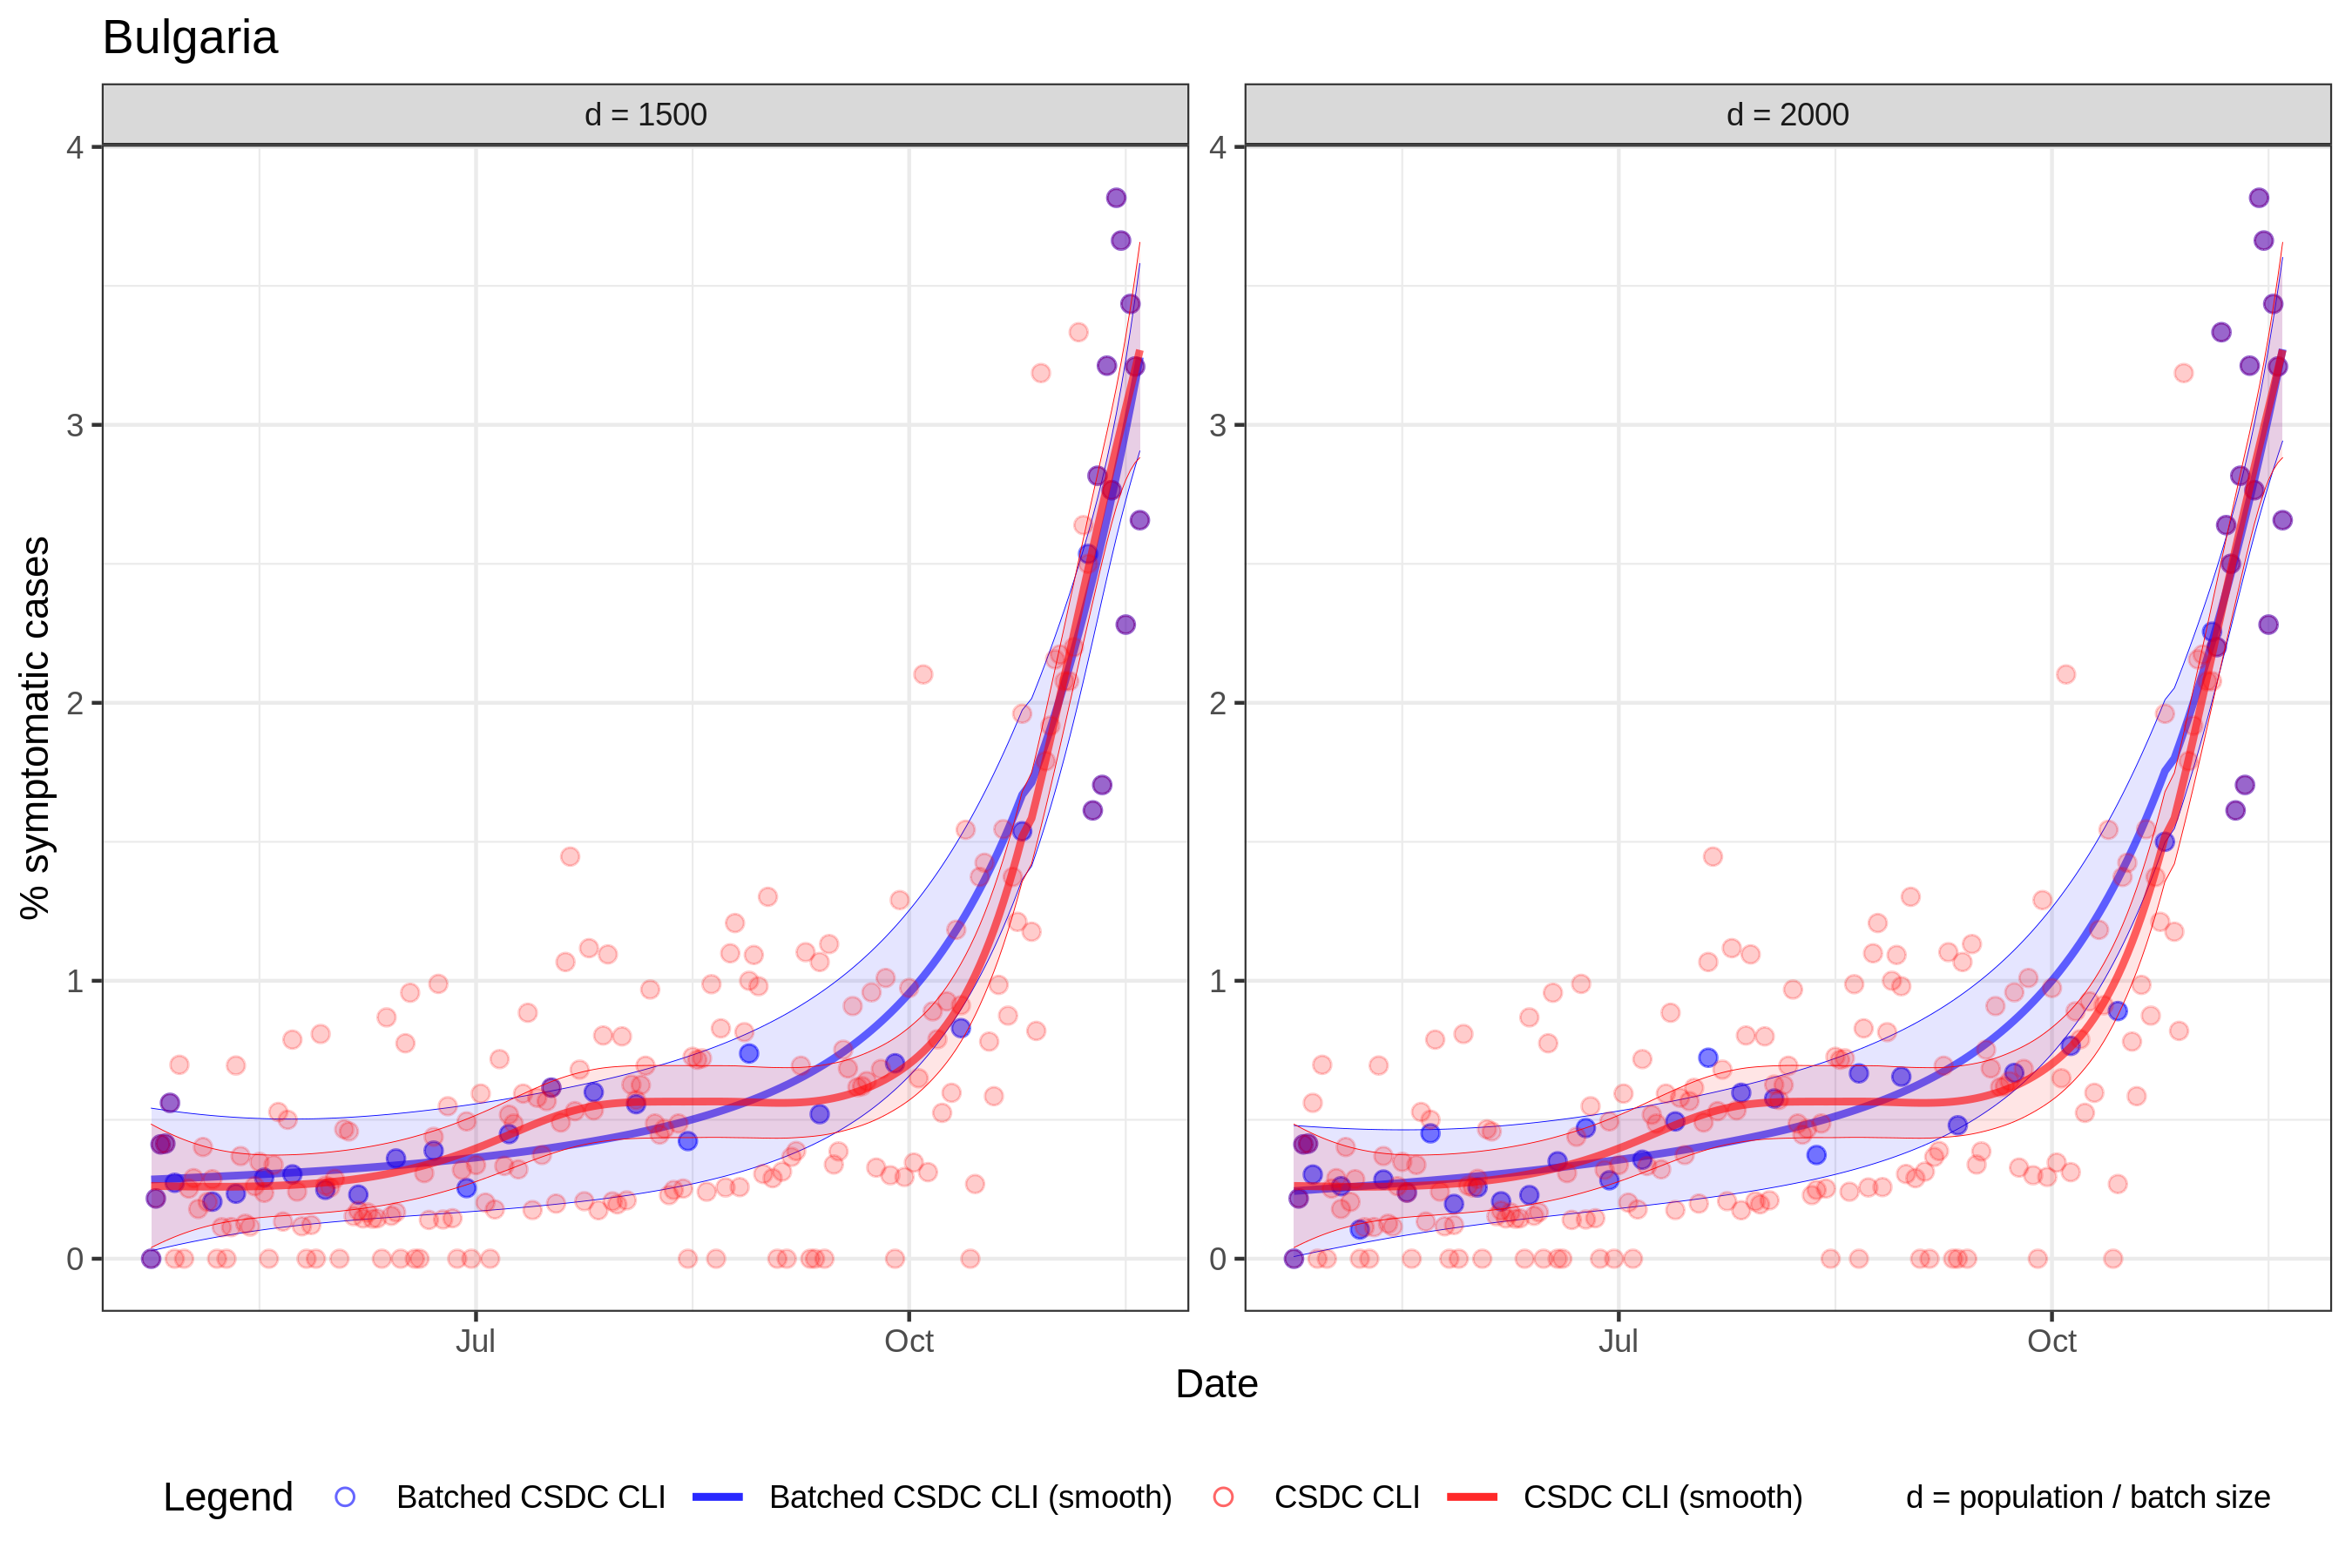 Bulgaria
d = 1500
d = 2000
% symptomatic cases
4
3
2
1
0
4
3
2
1
0
Jul
Oct
Jul
Oct
Date
Legend
Batched CSDC CLI
Batched CSDC CLI (smooth)
CSDC CLI
CSDC CLI (smooth)
d = population / batch size